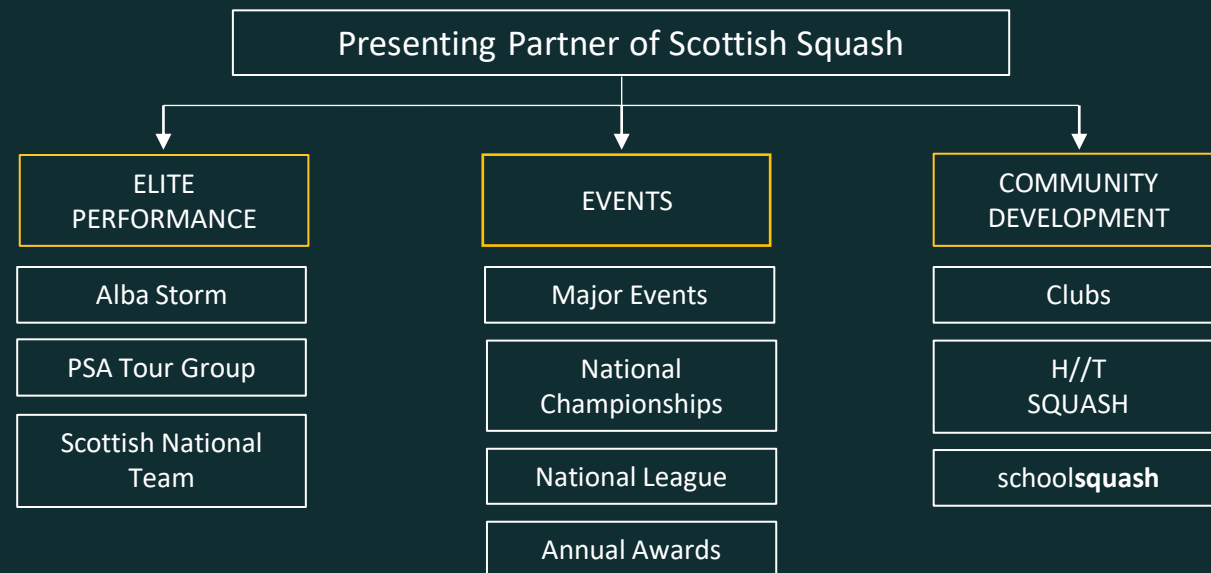 Presenting Partner of Scottish Squash
ELITE
PERFORMANCE
Alba Storm
PSA Tour Group
Scottish National
Team
EVENTS
Major Events
National
Championships
National League
Annual Awards
COMMUNITY
DEVELOPMENT
Clubs
H//T
SQUASH
schoolsquash